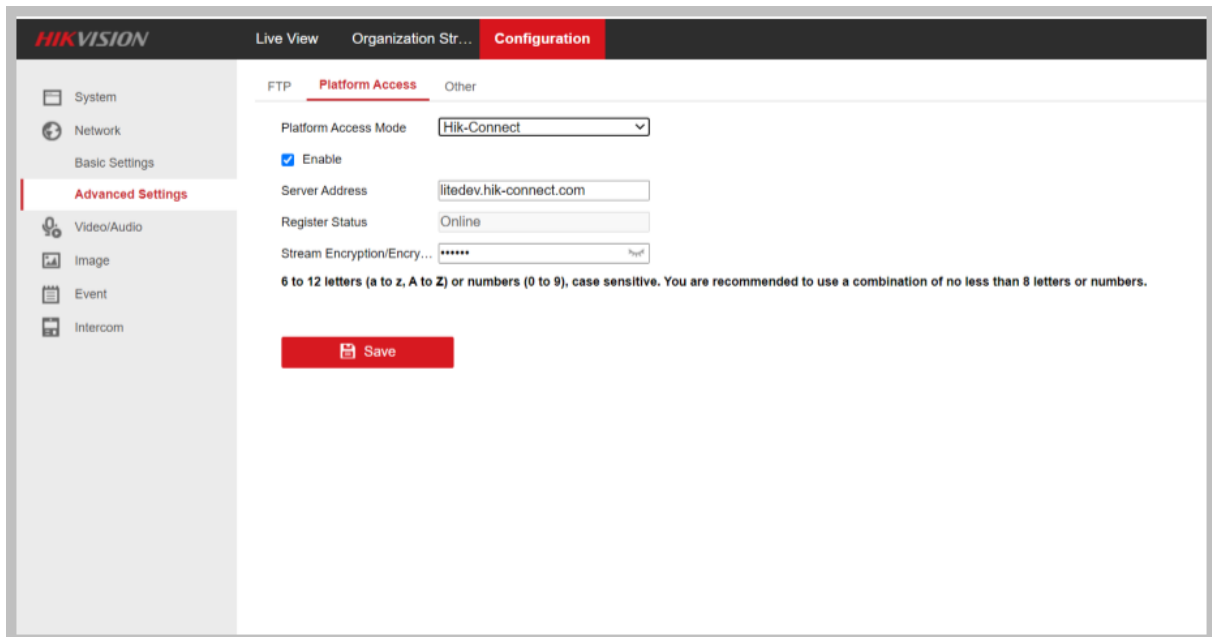 HIKVISION
Live View Organization Str... Configuration
System
Network
Basic Settings
Advanced Settings
Video/Audio
Image
Event
Intercom
FTP Platform Access Other
Platform Access Mode Hik-Connect
Enable
Server Address litedev.hik-connect.com
Register Status Online
Stream Encryption/Encry... ••••••
6 to 12 letters (a to z, A to Z) or numbers (0 to 9), case sensitive. You are recommended to use a combination of no less than 8 letters or numbers.
Save